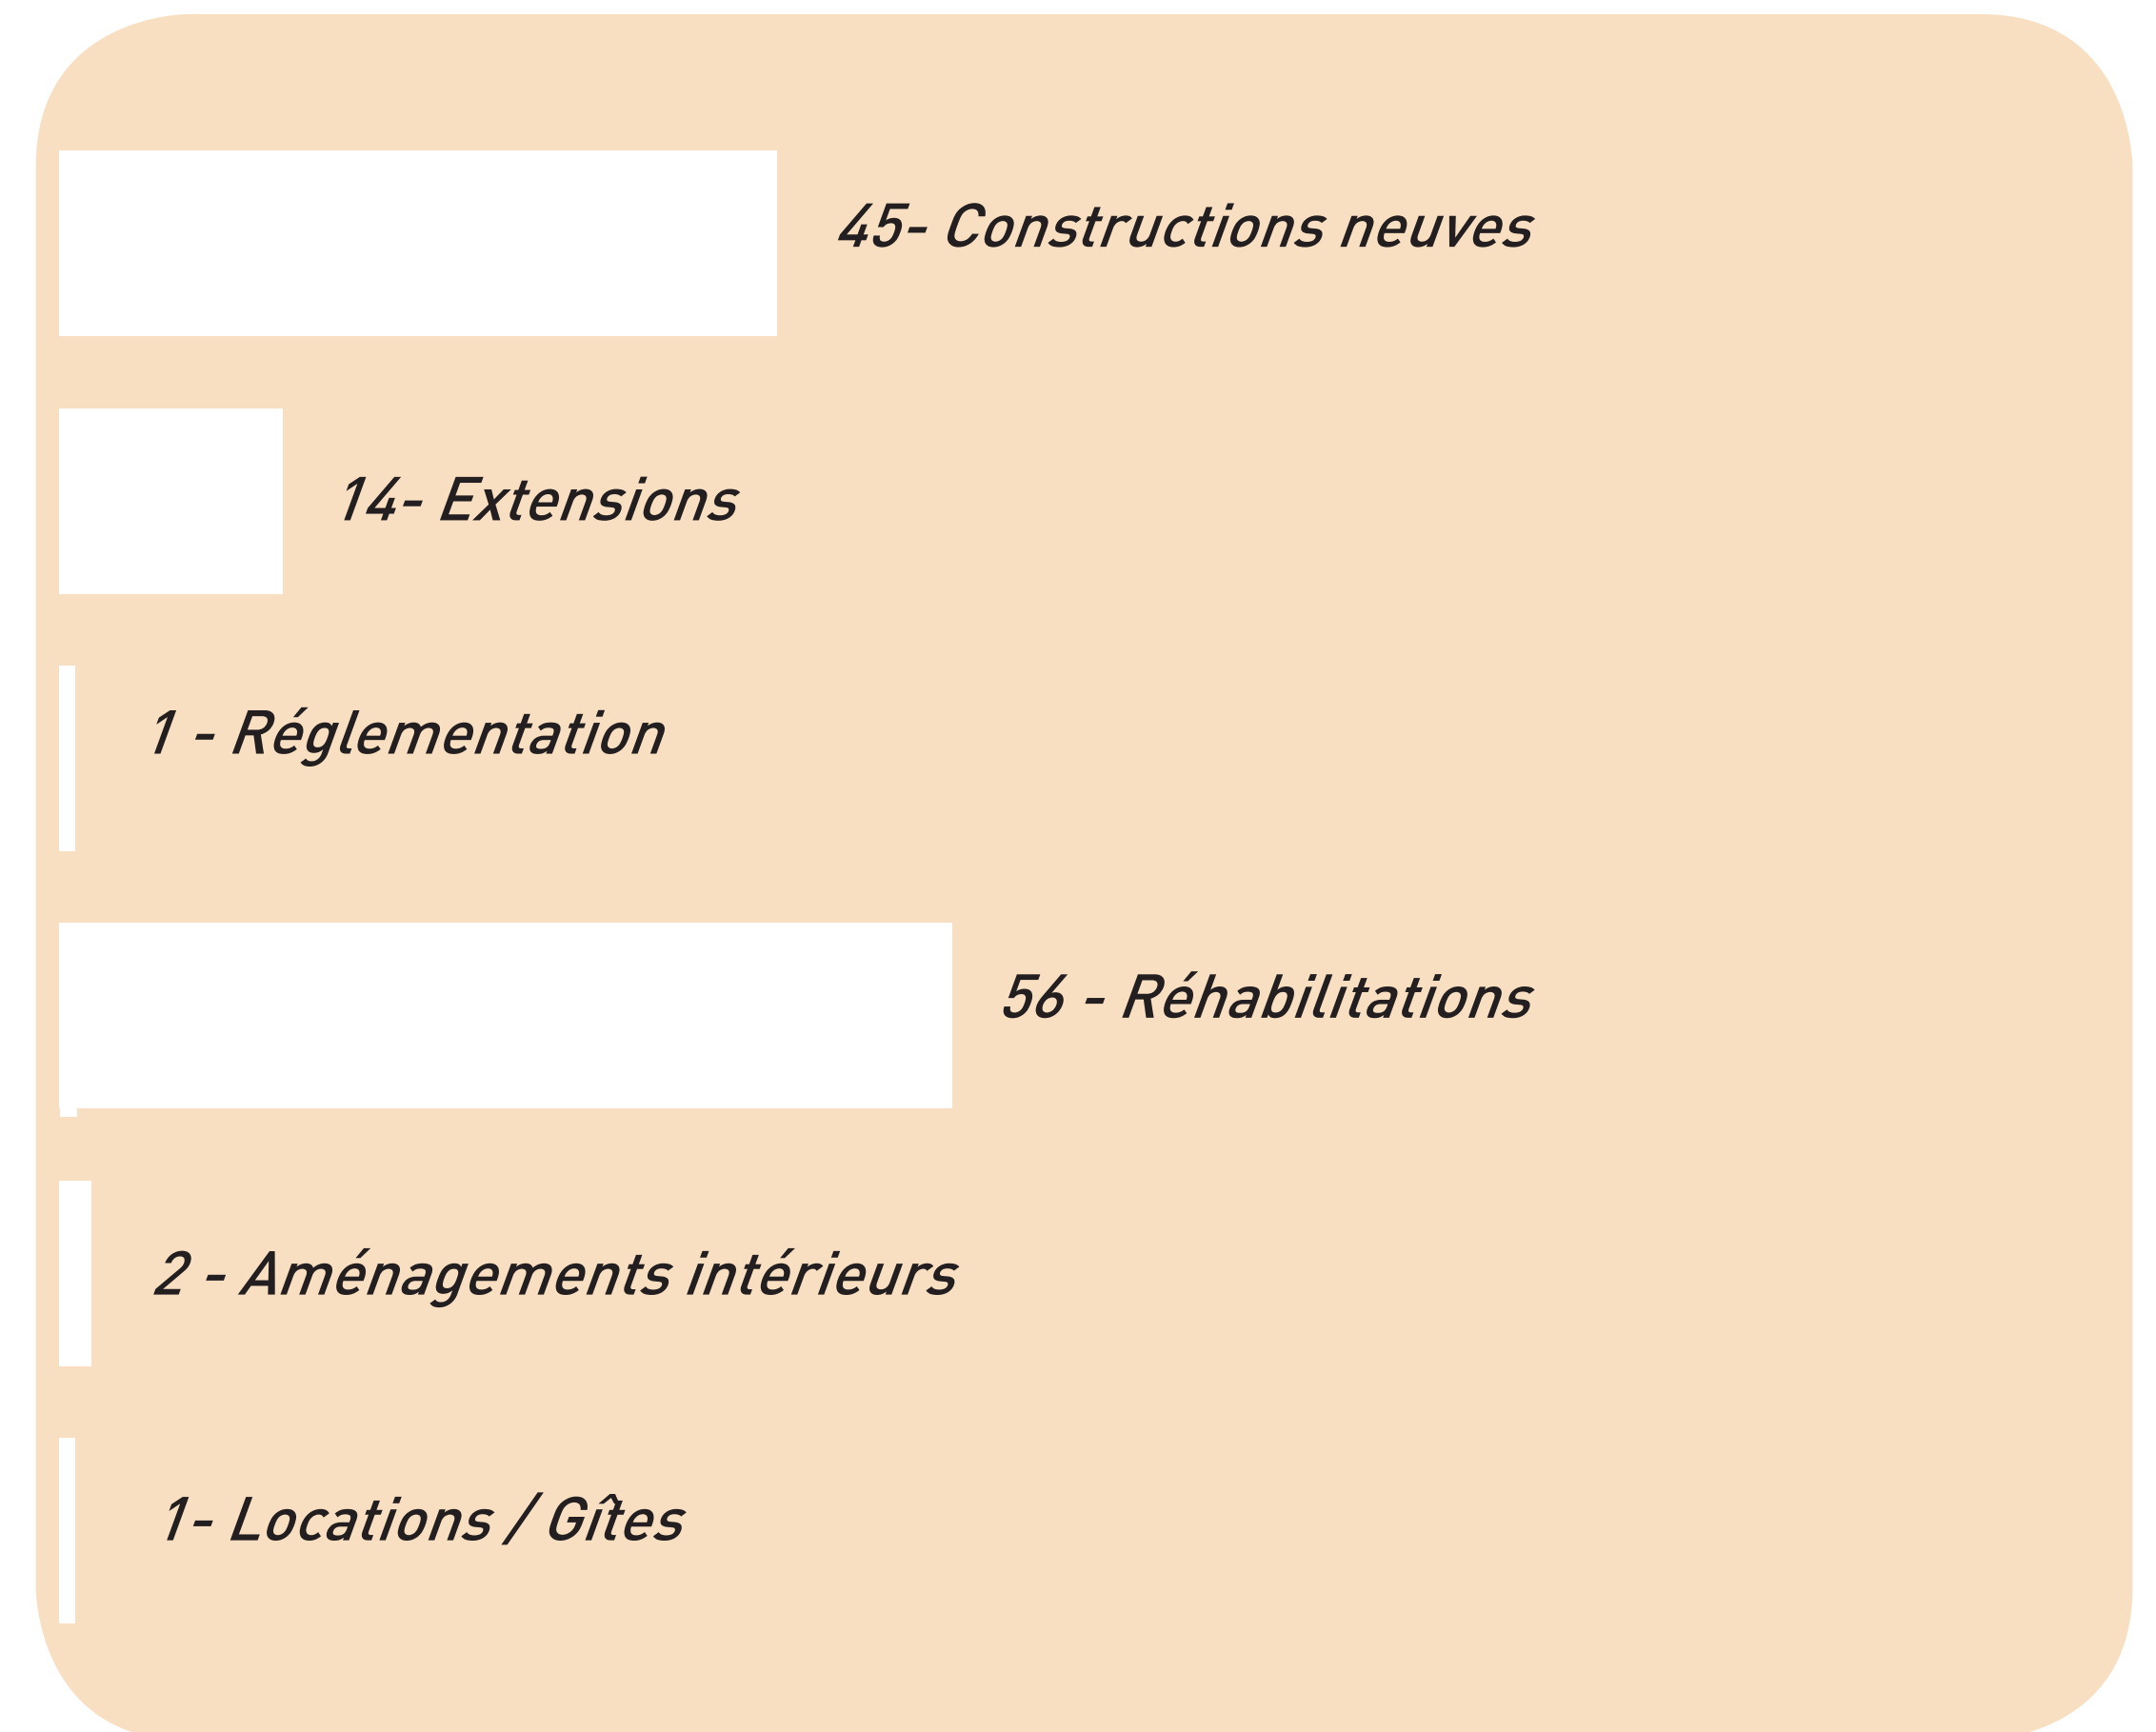 45- Constructions neuves
14- Extensions
1 - Réglementation
56 - Réhabilitations
2 - Aménagements intérieurs
1- Locations / Gîtes